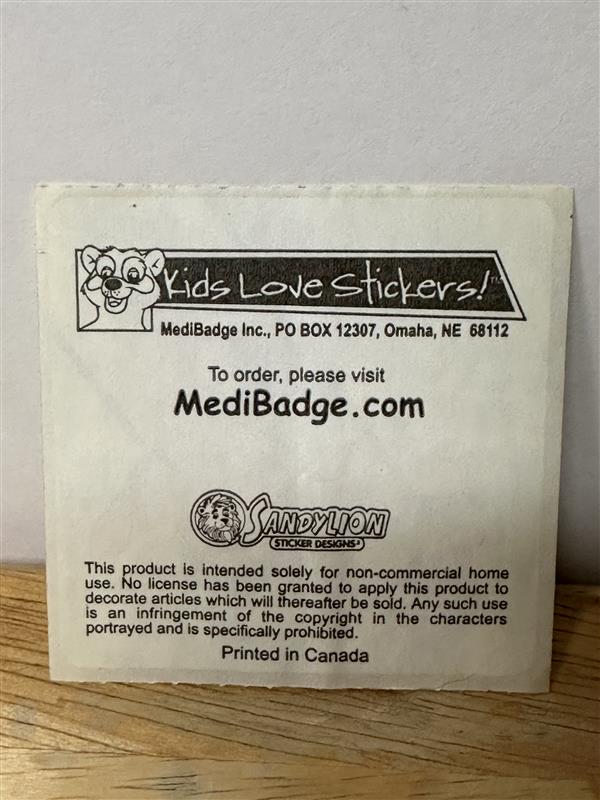 Kids Love Stickers!™
MediBadge Inc., PO BOX 12307, Omaha, NE 68112
To order, please visit
MediBadge.com
SANDYLION
STICKER DESIGNS®
This product is intended solely for non-commercial home
use. No license has been granted to apply this product to
decorate articles which will thereafter be sold. Any such use
is an infringement of the copyright in the characters
portrayed and is specifically prohibited.
Printed in Canada